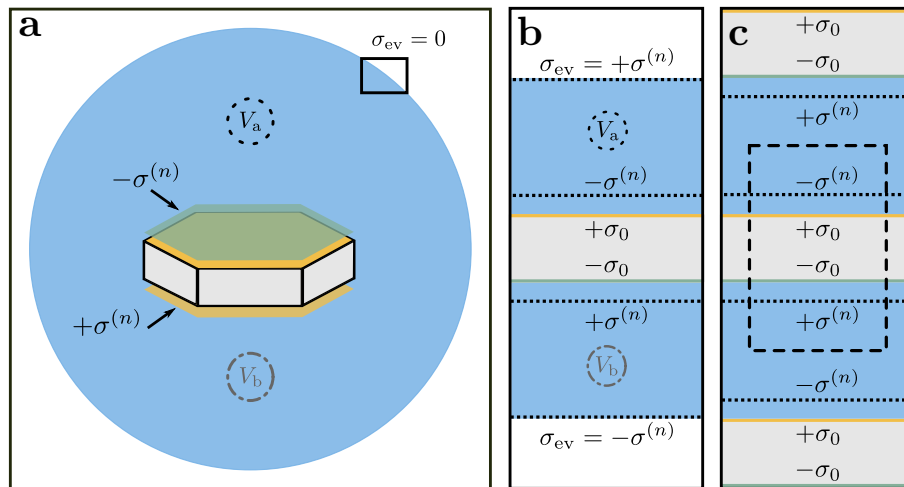 a
σ_ev = 0
V_a
−σ^(n)
+σ^(n)
V_b
b
σ_ev = +σ^(n)
V_a
−σ^(n)
+σ_0
−σ_0
+σ^(n)
V_b
σ_ev = −σ^(n)
c
+σ_0
−σ_0
+σ^(n)
−σ^(n)
+σ_0
−σ_0
+σ^(n)
−σ^(n)
+σ_0
−σ_0